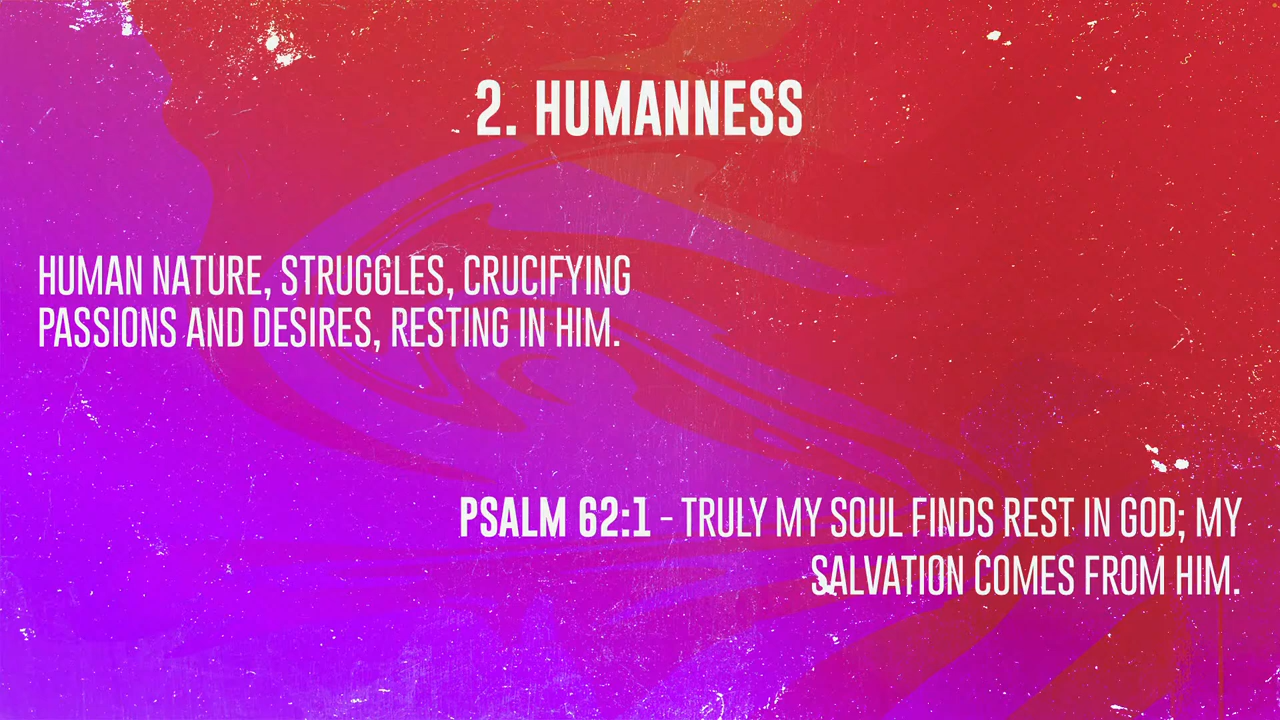 2. HUMANNESS
HUMAN NATURE, STRUGGLES, CRUCIFYING
PASSIONS AND DESIRES, RESTING IN HIM.
PSALM 62:1 - TRULY MY SOUL FINDS REST IN GOD; MY
SALVATION COMES FROM HIM.